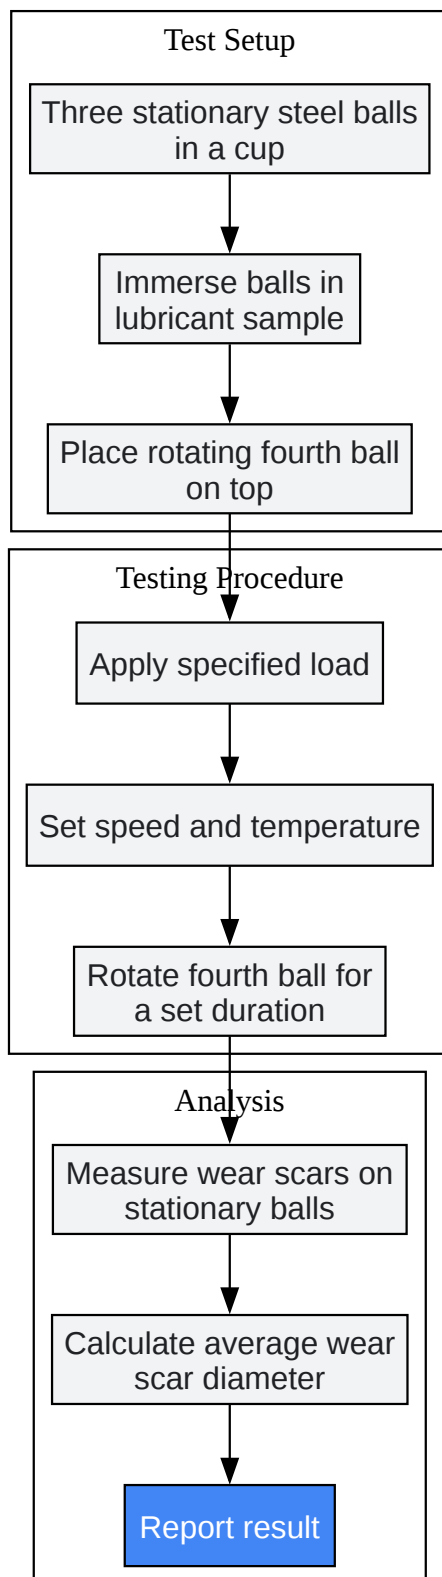 Test Setup
Three stationary steel balls
in a cup
Immerse balls in
lubricant sample
Place rotating fourth ball
on top
Testing Procedure
Apply specified load
Set speed and temperature
Rotate fourth ball for
a set duration
Analysis
Measure wear scars on
stationary balls
Calculate average wear
scar diameter
Report result